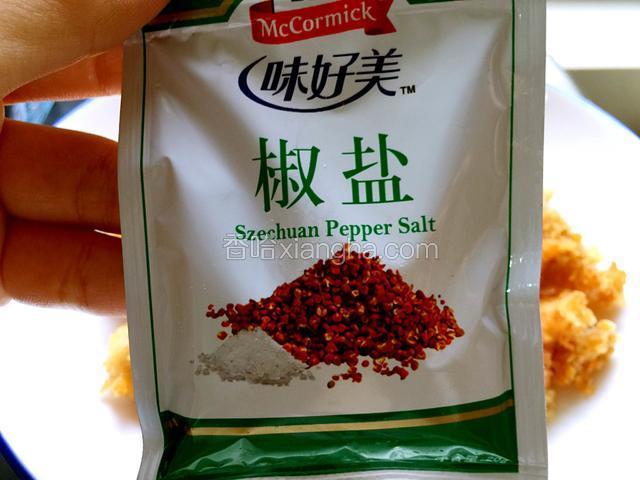 McCormick
味好美™
椒盐
Szechuan Pepper Salt
香哈xiangha.com